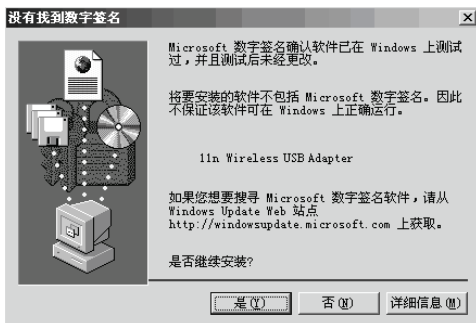 没有找到数字签名
Microsoft 数字签名确认软件已在 Windows 上测试
过，并且测试后未经更改。
将要安装的软件不包括 Microsoft 数字签名。因此
不保证该软件可在 Windows 上正确运行。
11n Wireless USB Adapter
如果您想要搜寻 Microsoft 数字签名软件，请从
Windows Update Web 站点
http://windowsupdate.microsoft.com 上获取。
是否继续安装?
是(Y) 否(N) 详细信息(M)